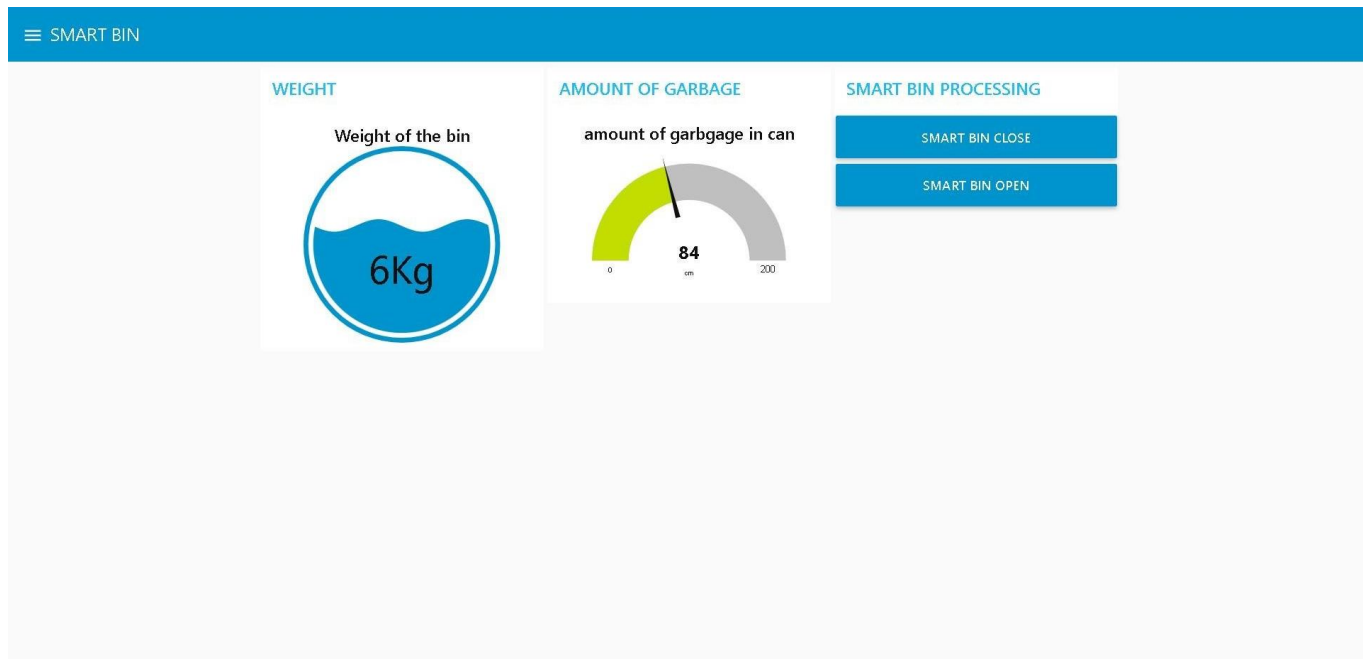 SMART BIN
WEIGHT
Weight of the bin
6Kg
AMOUNT OF GARBAGE
amount of garbgage in can
84
cm
0
200
SMART BIN PROCESSING
SMART BIN CLOSE
SMART BIN OPEN